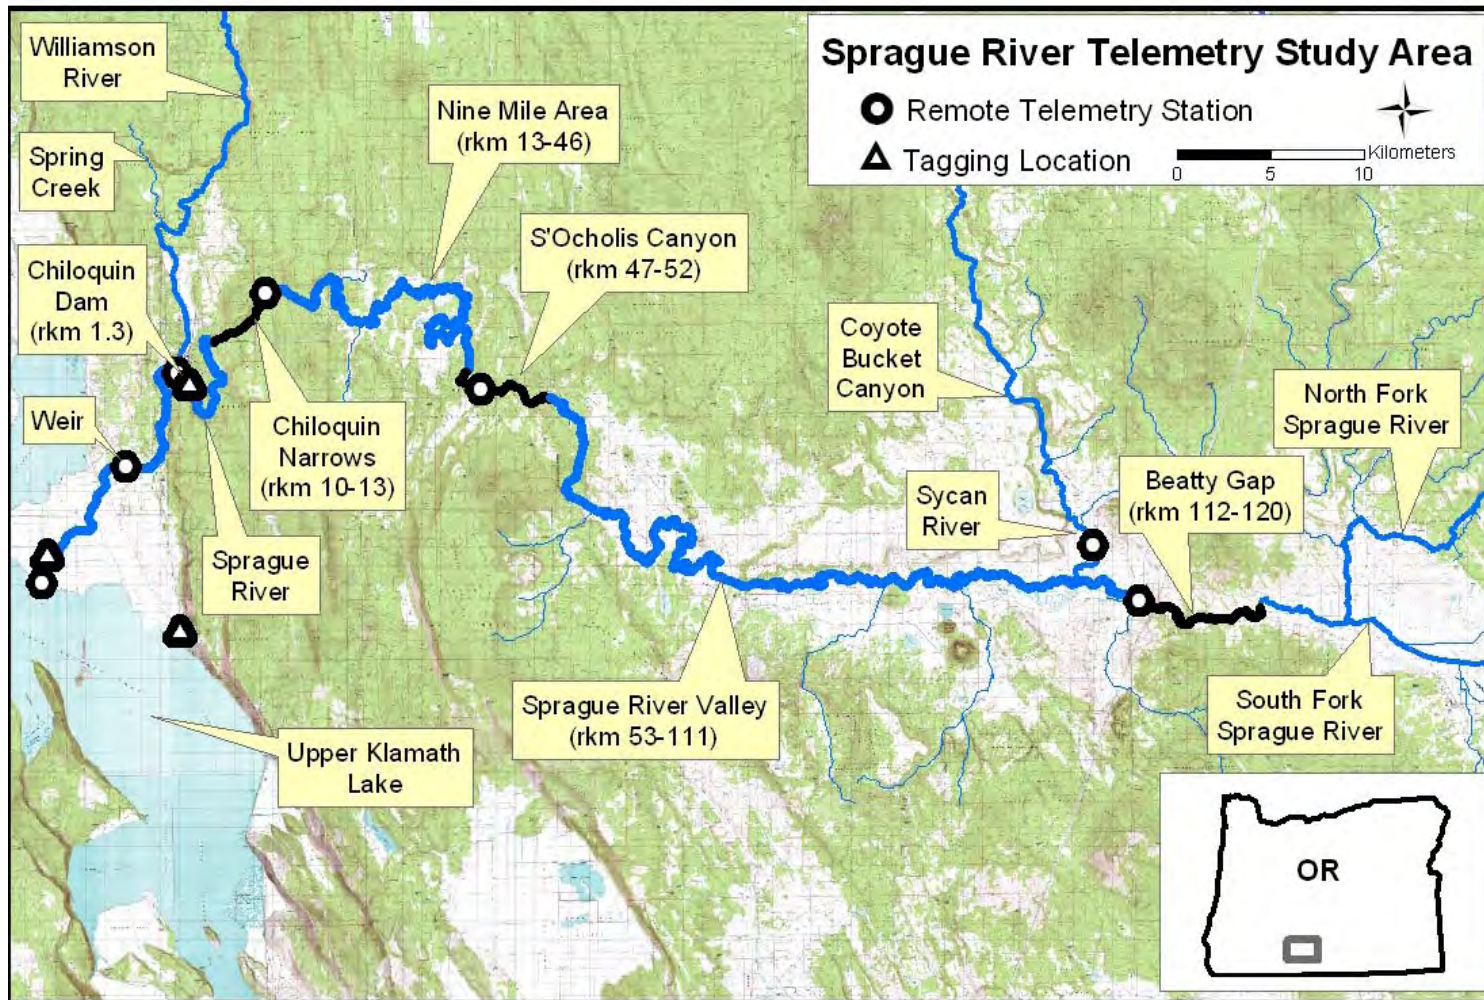 Sprague River Telemetry Study Area
Remote Telemetry Station
Tagging Location
Kilometers
0 5 10
Williamson
River
Spring
Creek
Chiloquin
Dam
(rkm 1.3)
Weir
Nine Mile Area
(rkm 13-46)
S'Ocholis Canyon
(rkm 47-52)
Chiloquin
Narrows
(rkm 10-13)
Sprague
River
Coyote
Bucket
Canyon
North Fork
Sprague River
Sycan
River
Beatty Gap
(rkm 112-120)
Sprague River Valley
(rkm 53-111)
South Fork
Sprague River
Upper Klamath
Lake
OR